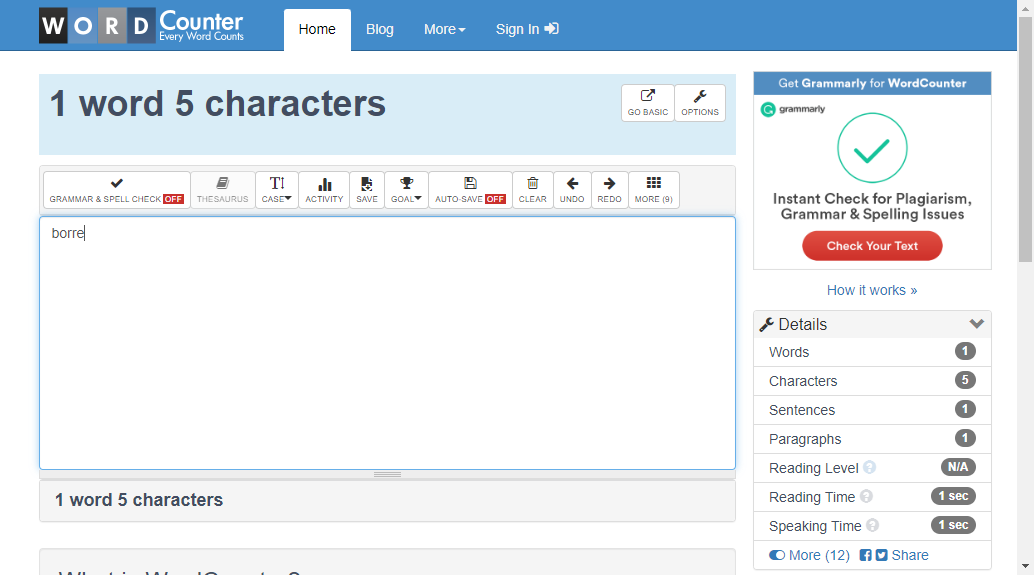 WORD Counter
Every Word Counts
Home
Blog
More
Sign In
1 word 5 characters
GO BASIC
OPTIONS
GRAMMAR & SPELL CHECK OFF
THESAURUS
CASE
ACTIVITY
SAVE
GOAL
AUTO-SAVE OFF
CLEAR
UNDO
REDO
MORE (9)
borre
1 word 5 characters
What is WordCounter?
Get Grammarly for WordCounter
grammarly
Instant Check for Plagiarism,
Grammar & Spelling Issues
Check Your Text
How it works »
Details
Words 1
Characters 5
Sentences 1
Paragraphs 1
Reading Level ? N/A
Reading Time ? 1 sec
Speaking Time ? 1 sec
More (12) Share